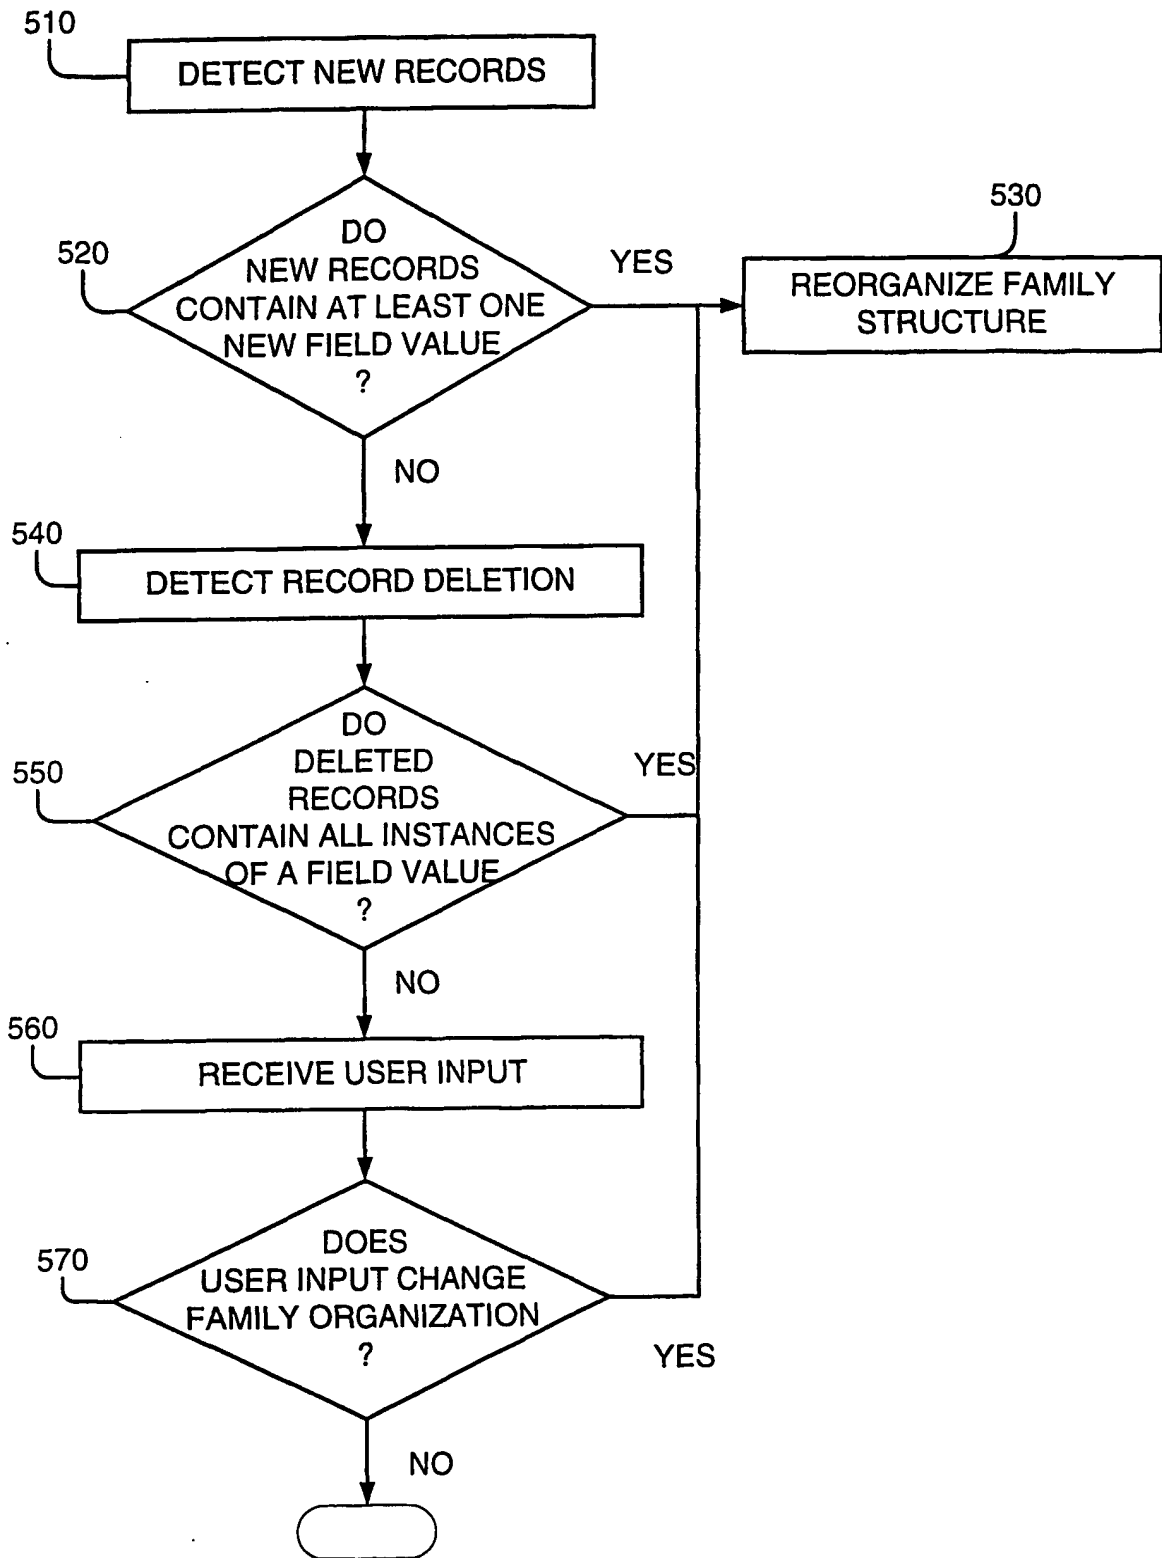 510
DETECT NEW RECORDS
520
DO
NEW RECORDS
CONTAIN AT LEAST ONE
NEW FIELD VALUE
?
YES
530
REORGANIZE FAMILY
STRUCTURE
NO
540
DETECT RECORD DELETION
550
DO
DELETED
RECORDS
CONTAIN ALL INSTANCES
OF A FIELD VALUE
?
YES
NO
560
RECEIVE USER INPUT
570
DOES
USER INPUT CHANGE
FAMILY ORGANIZATION
?
YES
NO